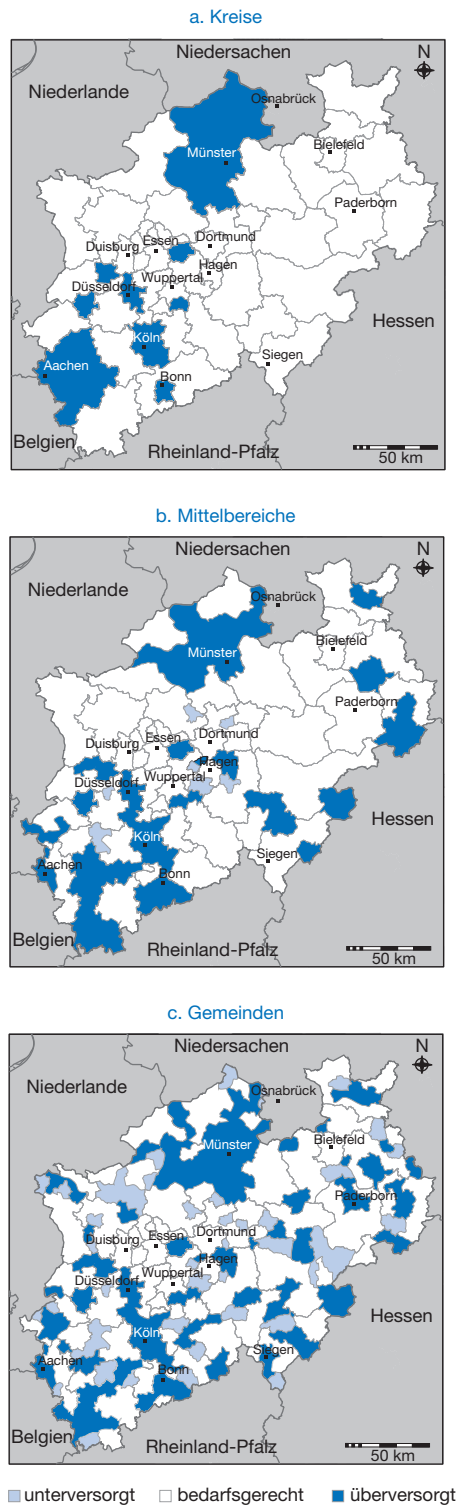 a. Kreise
Niedersachen
N
Niederlande
Osnabrück
Bielefeld
Münster
Paderborn
Dortmund
Essen
Duisburg
Hagen
Wuppertal
Düsseldorf
Hessen
Köln
Siegen
Aachen
Bonn
Belgien
Rheinland-Pfalz
50 km
b. Mittelbereiche
Niedersachen
N
Niederlande
Osnabrück
Bielefeld
Münster
Paderborn
Dortmund
Essen
Duisburg
Hagen
Wuppertal
Düsseldorf
Hessen
Köln
Siegen
Aachen
Bonn
Belgien
Rheinland-Pfalz
50 km
c. Gemeinden
Niedersachen
N
Niederlande
Osnabrück
Bielefeld
Münster
Paderborn
Dortmund
Essen
Duisburg
Hagen
Wuppertal
Düsseldorf
Hessen
Köln
Siegen
Aachen
Bonn
Belgien
Rheinland-Pfalz
50 km
unterversorgt bedarfsgerecht überversorgt